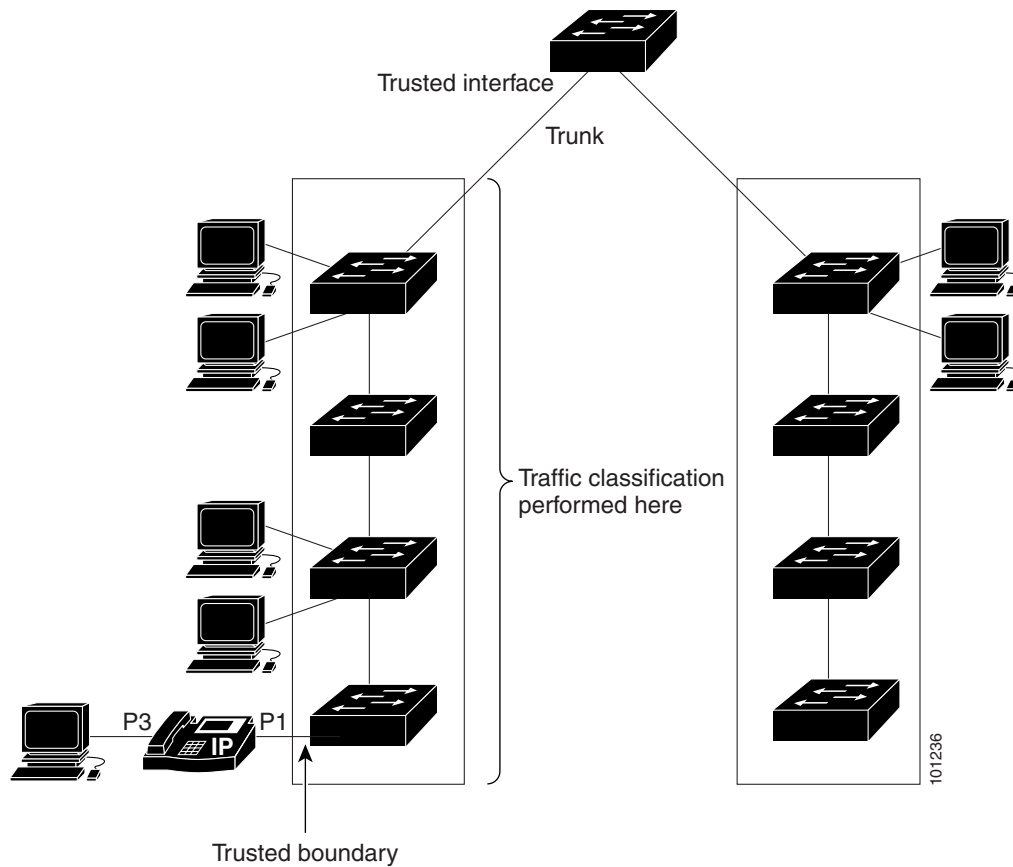 Trusted interface
Trunk
Traffic classification
performed here
P3
IP
P1
101236
Trusted boundary